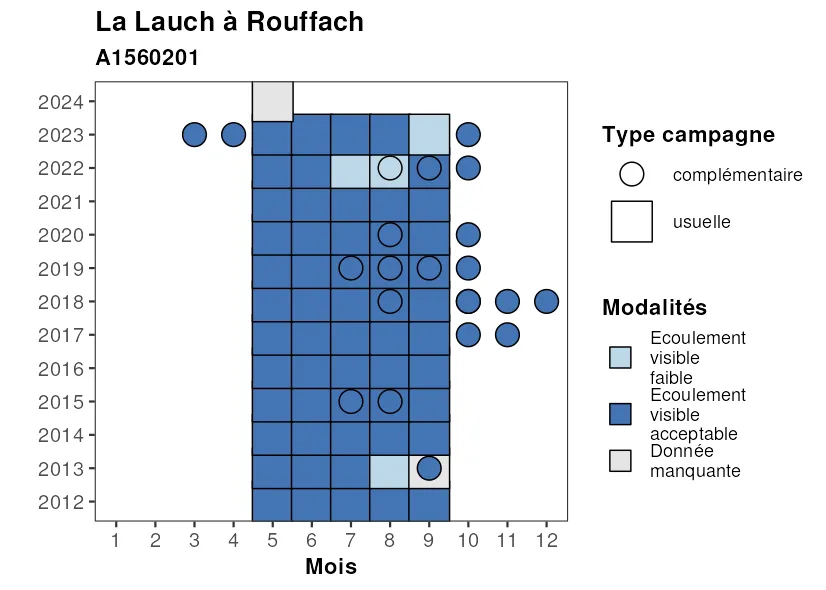 La Lauch à Rouffach
A1560201
2024
2023
2022
2021
2020
2019
2018
2017
2016
2015
2014
2013
2012
1 2 3 4 5 6 7 8 9 10 11 12
Mois
Type campagne
complémentaire
usuelle
Modalités
Ecoulement
visible
faible
Ecoulement
visible
acceptable
Donnée
manquante